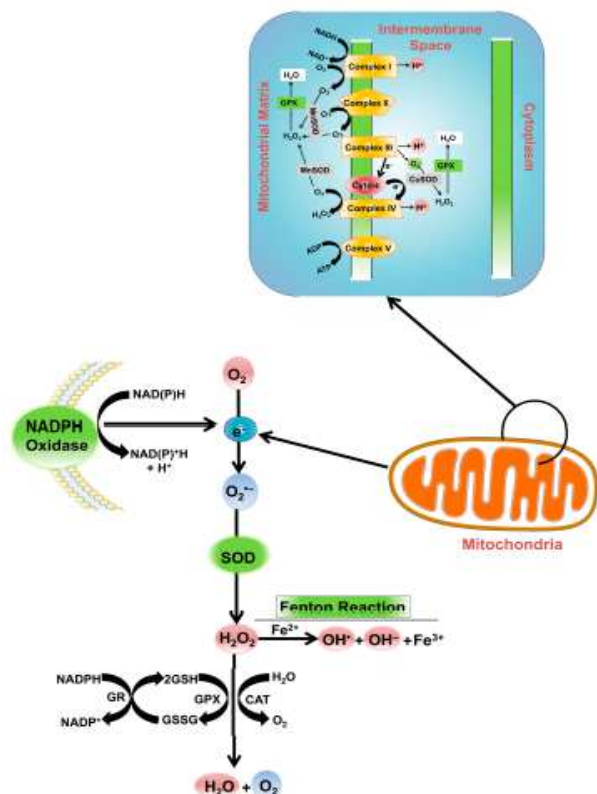 Intermembrane
Space
Mitochondrial Matrix
Cytoplasm
NADH
NAD⁺
O₂
Complex I
H⁺
H₂O
GPX
MnSOD
H₂O₂
Complex II
Complex III
H⁺
e⁻
CuSOD
H₂O
GPX
H₂O₂
MnSOD
O₂
H₂O₂
Complex IV
H⁺
ADP
ATP
Complex V
O₂
NAD(P)H
NADPH
Oxidase
e⁻
NAD(P)⁺H
+ H⁺
O₂•−
Mitochondria
SOD
Fenton Reaction
H₂O₂
Fe²⁺
OH• + OH− + Fe³⁺
NADPH
2GSH
H₂O
GR
GPX
CAT
NADP⁺
GSSG
O₂
H₂O + O₂